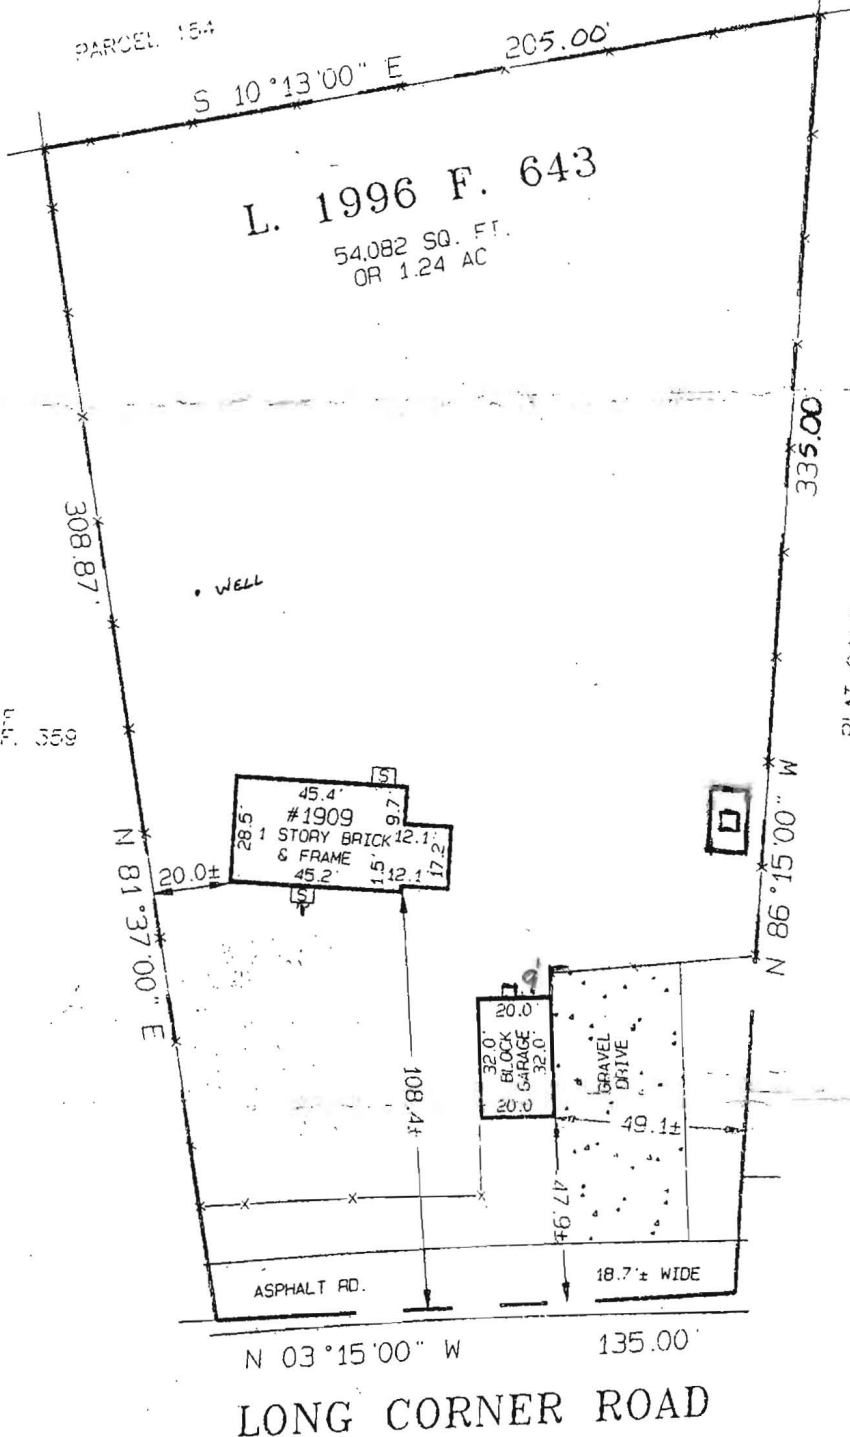 PARCEL 154
S 10°13'00" E
205.00'
L. 1996 F. 643
54,082 SQ. FT.
OR 1.24 AC
335.00
308.87'
WELL
F. 359
S
45.4'
#1909
9.7'
28.5'
1 STORY BRICK
12.1'
& FRAME
17.2'
45.2'
1.5'
12.1'
S
20.0±
N 81°37'00" E
N 86°15'00" W
9'
20.0'
32.0'
BLOCK
GARAGE
32.0'
20.0
GRAVEL
DRIVE
108.4±
49.1±
47.9±
ASPHALT RD.
18.7'± WIDE
N 03°15'00" W
135.00'
LONG CORNER ROAD